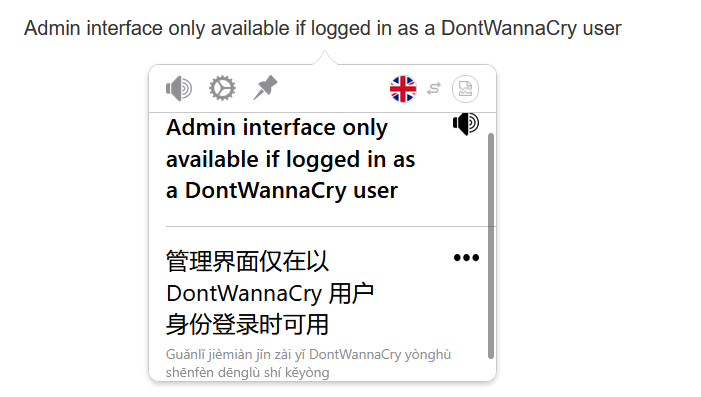 Admin interface only available if logged in as a DontWannaCry user
Admin interface only
available if logged in as
a DontWannaCry user
管理界面仅在以
DontWannaCry 用户
身份登录时可用
Guǎnlǐ jièmiàn jǐn zài yǐ DontWannaCry yònghù
shēnfèn dēnglù shí kěyòng